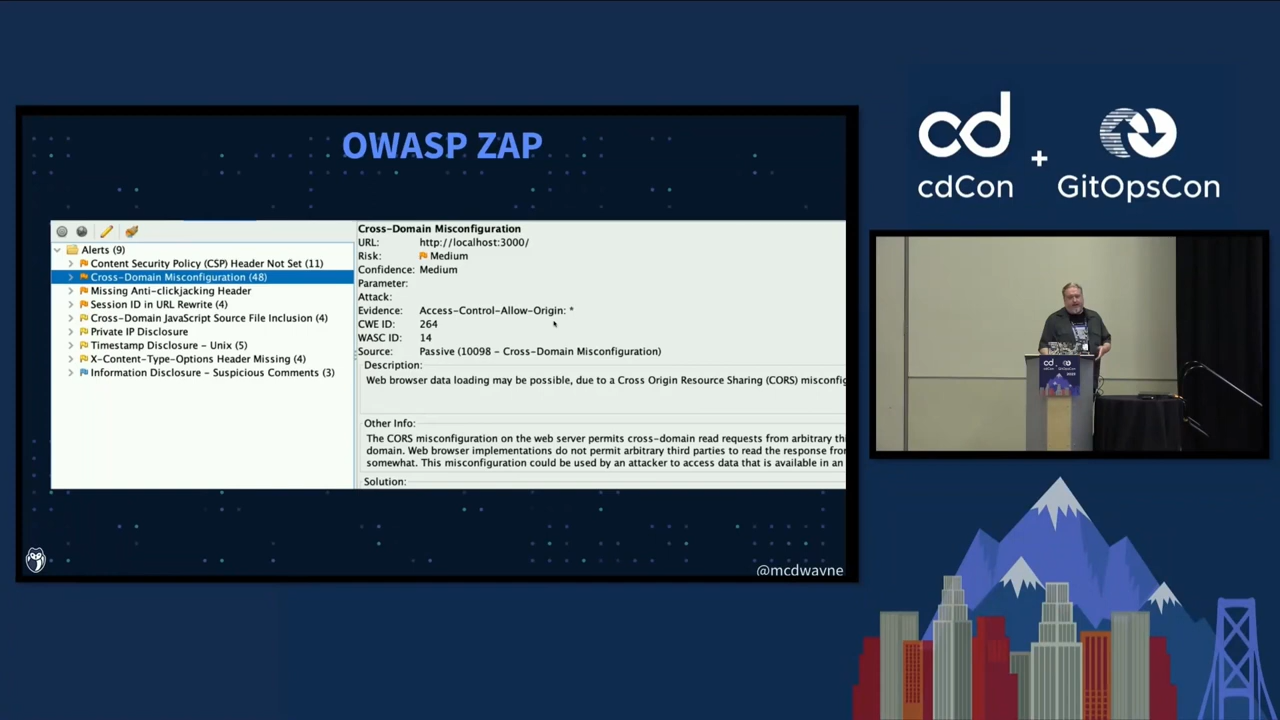 OWASP ZAP
Alerts (9)
Content Security Policy (CSP) Header Not Set (11)
Cross-Domain Misconfiguration (48)
Missing Anti-clickjacking Header
Session ID in URL Rewrite (4)
Cross-Domain JavaScript Source File Inclusion (4)
Private IP Disclosure
Timestamp Disclosure - Unix (5)
X-Content-Type-Options Header Missing (4)
Information Disclosure - Suspicious Comments (3)
Cross-Domain Misconfiguration
URL: http://localhost:3000/
Risk: Medium
Confidence: Medium
Parameter:
Attack:
Evidence: Access-Control-Allow-Origin: *
CWE ID: 264
WASC ID: 14
Source: Passive (10098 - Cross-Domain Misconfiguration)
Description:
Web browser data loading may be possible, due to a Cross Origin Resource Sharing (CORS) misconfig
Other Info:
The CORS misconfiguration on the web server permits cross-domain read requests from arbitrary th
domain. Web browser implementations do not permit arbitrary third parties to read the response fro
somewhat. This misconfiguration could be used by an attacker to access data that is available in an
Solution:
@mcdwayne
cd
cdCon
+
GitOpsCon